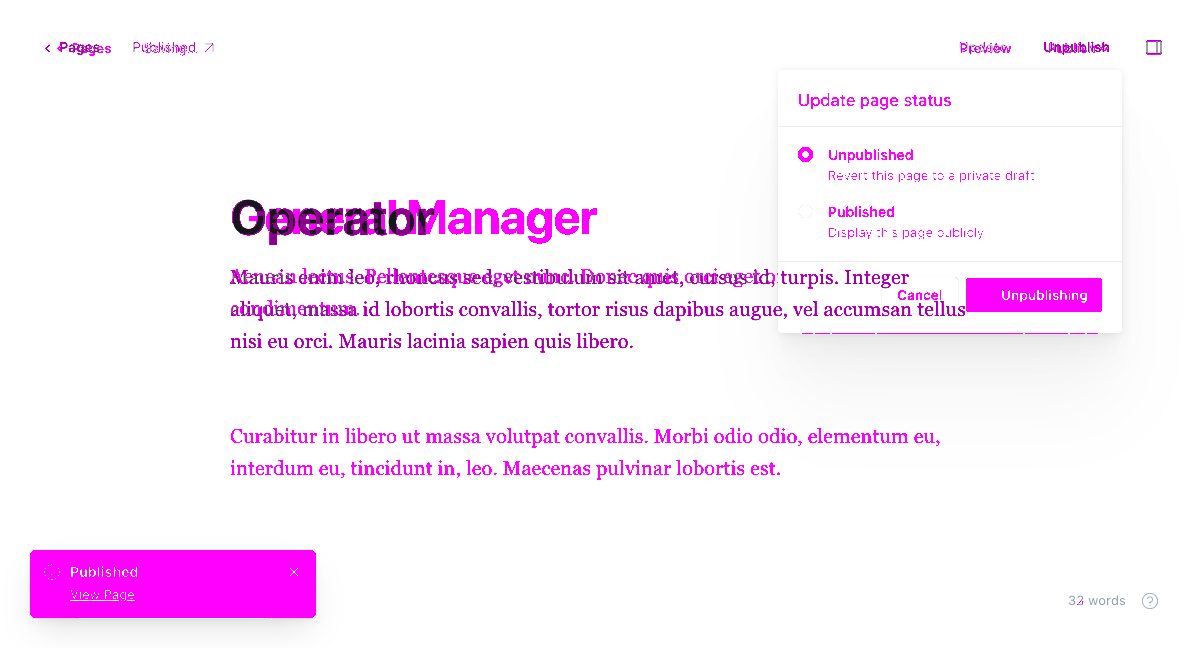 Pages
Published
Preview
Unpublish
Update page status
Unpublished
Revert this page to a private draft
Published
Display this page publicly
Cancel
Unpublishing
Operator
Manager
Mauris enim leo, rhoncus sed, vestibulum sit amet, cursus id, turpis. Integer
aliquet, massa id lobortis convallis, tortor risus dapibus augue, vel accumsan tellus
nisi eu orci. Mauris lacinia sapien quis libero.
Curabitur in libero ut massa volutpat convallis. Morbi odio odio, elementum eu,
interdum eu, tincidunt in, leo. Maecenas pulvinar lobortis est.
Published
View Page
words